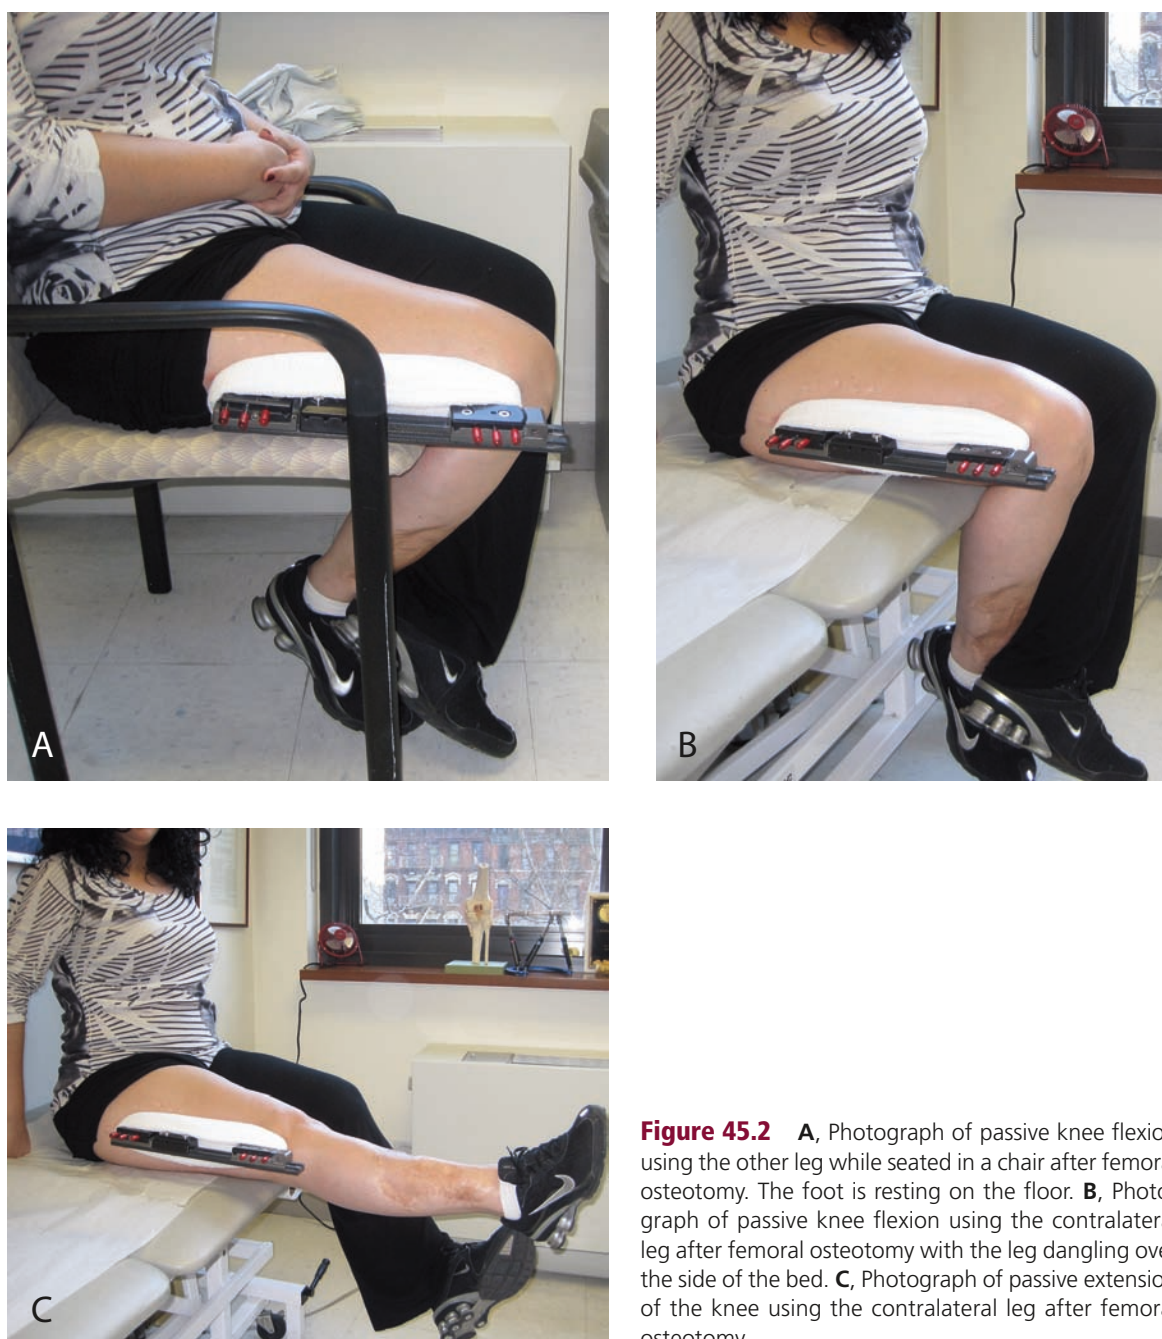 A
B
C
Figure 45.2 A, Photograph of passive knee flexio
using the other leg while seated in a chair after femor
osteotomy. The foot is resting on the floor. B, Photo
graph of passive knee flexion using the contralater
leg after femoral osteotomy with the leg dangling ove
the side of the bed. C, Photograph of passive extensio
of the knee using the contralateral leg after femor
osteotomy